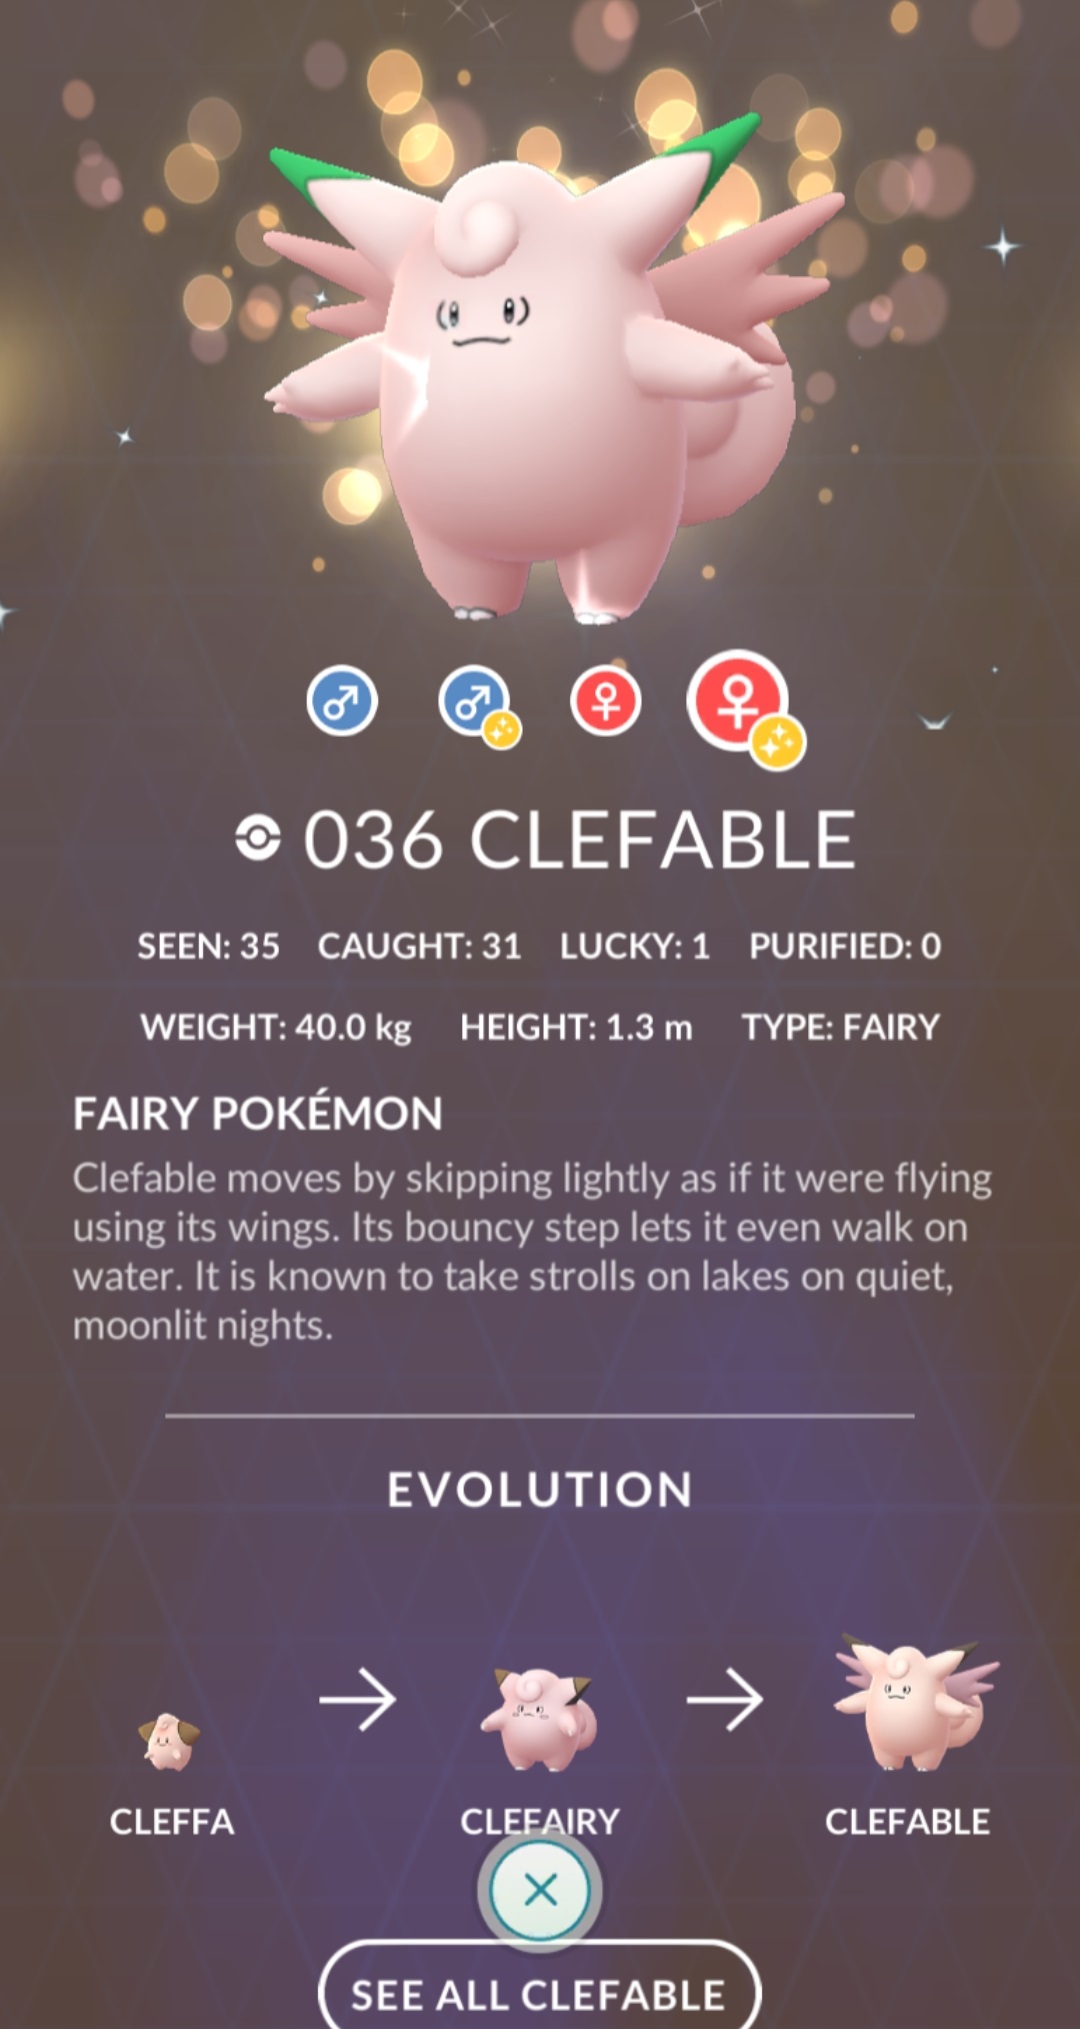 036 CLEFABLE
SEEN: 35 CAUGHT: 31 LUCKY: 1 PURIFIED: 0
WEIGHT: 40.0 kg HEIGHT: 1.3 m TYPE: FAIRY
FAIRY POKÉMON
Clefable moves by skipping lightly as if it were flying
using its wings. Its bouncy step lets it even walk on
water. It is known to take strolls on lakes on quiet,
moonlit nights.
EVOLUTION
CLEFFA CLEFAIRY CLEFABLE
SEE ALL CLEFABLE